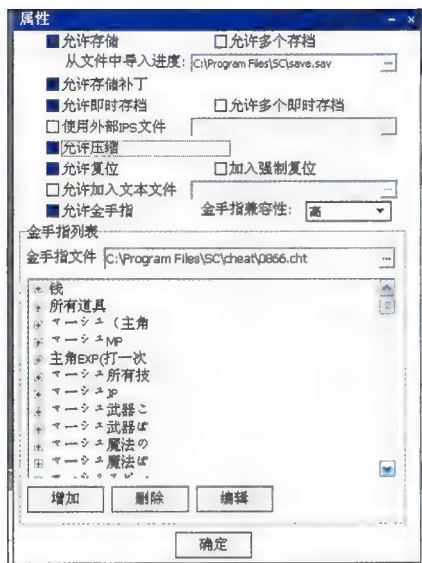 属性
允许存储 允许多个存档
从文件中导入进度: C:\Program Files\SC\save.sav ...
允许存储补丁
允许即时存档 允许多个即时存档
使用外部IPS文件
允许压缩
允许复位 加入强制复位
允许加入文本文件 ...
允许金手指 金手指兼容性: 高
金手指列表
金手指文件 C:\Program Files\SC\cheat\0866.cht ...
钱
所有道具
マーシュ（主角
マーシュMP
主角EXP(打一次
マーシュ所有技
マーシュJP
マーシュ武器こ
マーシュ武器ば
マーシュ魔法の
マーシュ魔法ば
增加 删除 编辑
确定